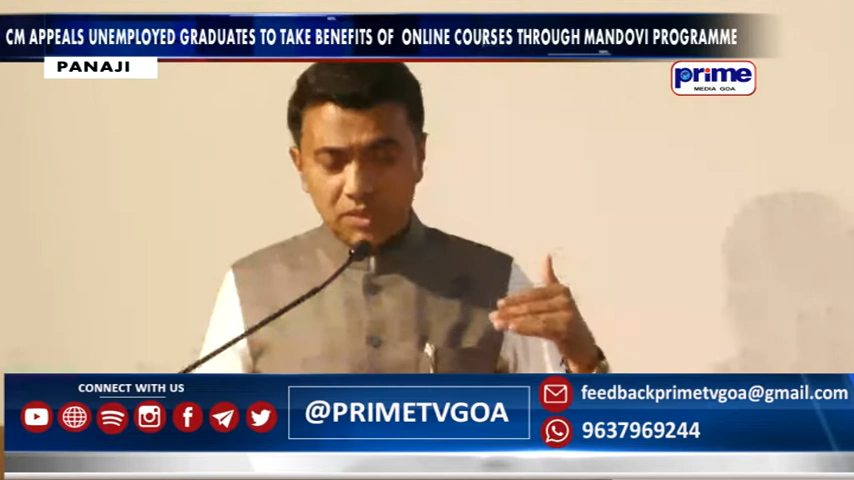 CM APPEALS UNEMPLOYED GRADUATES TO TAKE BENEFITS OF ONLINE COURSES THROUGH MANDOVI PROGRAMME
PANAJI
prime
MEDIA GOA
CONNECT WITH US
@PRIMETVGOA
feedbackprimetvgoa@gmail.com
9637969244